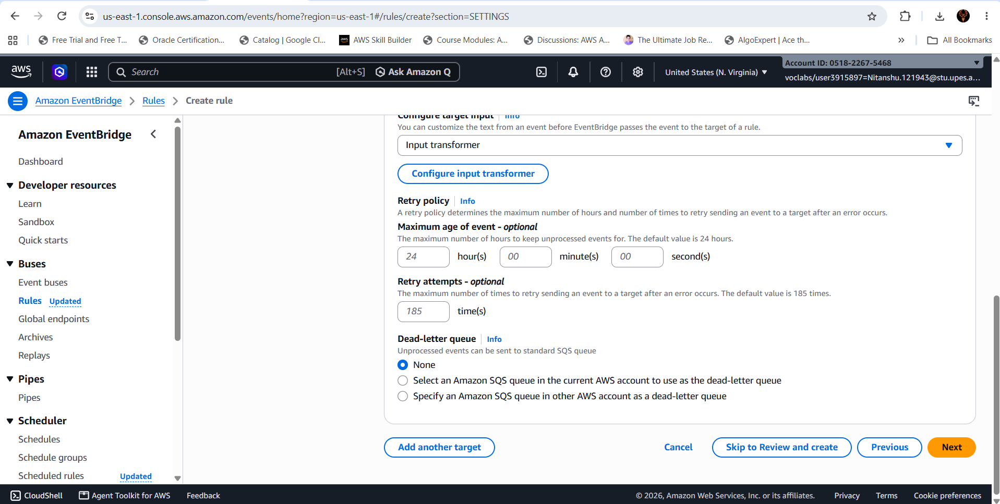 us-east-1.console.aws.amazon.com/events/home?region=us-east-1#/rules/create?section=SETTINGS
Free Trial and Free T...
Oracle Certification...
Catalog | Google Cl...
aws
AWS Skill Builder
Course Modules: A...
Discussions: AWS A...
The Ultimate Job Re...
AlgoExpert | Ace th...
»
All Bookmarks
aws
Search
[Alt+S]
Ask Amazon Q
United States (N. Virginia)
Account ID: 0518-2267-5468
voclabs/user3915897=Nitanshu.121943@stu.upes.a...
Amazon EventBridge
Rules
Create rule
Amazon EventBridge
Dashboard
Developer resources
Learn
Sandbox
Quick starts
Buses
Event buses
Rules Updated
Global endpoints
Archives
Replays
Pipes
Pipes
Scheduler
Schedules
Schedule groups
Scheduled rules Updated
Configure target input Info
You can customize the text from an event before EventBridge passes the event to the target of a rule.
Input transformer
Configure input transformer
Retry policy Info
A retry policy determines the maximum number of hours and number of times to retry sending an event to a target after an error occurs.
Maximum age of event - optional
The maximum number of hours to keep unprocessed events for. The default value is 24 hours.
24 hour(s) 00 minute(s) 00 second(s)
Retry attempts - optional
The maximum number of times to retry sending an event to a target after an error occurs. The default value is 185 times.
185 time(s)
Dead-letter queue Info
Unprocessed events can be sent to standard SQS queue
None
Select an Amazon SQS queue in the current AWS account to use as the dead-letter queue
Specify an Amazon SQS queue in other AWS account as a dead-letter queue
Add another target
Cancel
Skip to Review and create
Previous
Next
CloudShell
Agent Toolkit for AWS
Feedback
© 2026, Amazon Web Services, Inc. or its affiliates.
Privacy
Terms
Cookie preferences